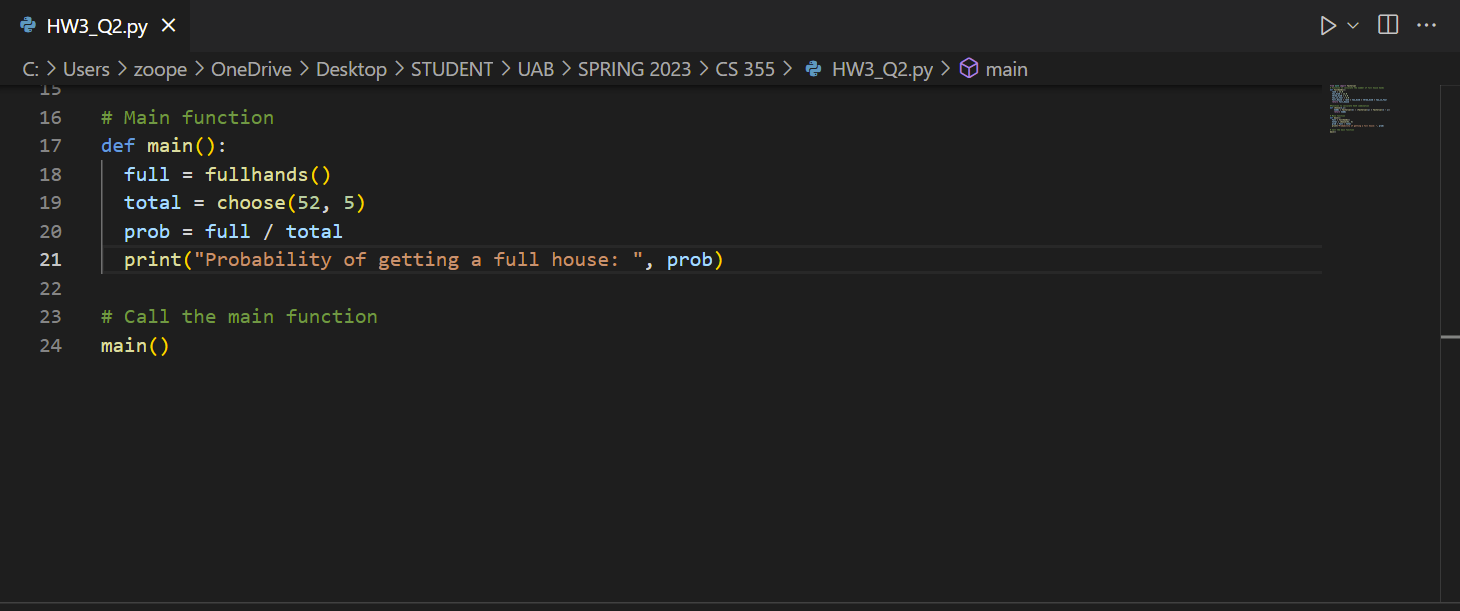 HW3_Q2.py
C: > Users > zoope > OneDrive > Desktop > STUDENT > UAB > SPRING 2023 > CS 355 > HW3_Q2.py > main
15
16 # Main function
17 def main():
18 full = fullhands()
19 total = choose(52, 5)
20 prob = full / total
21 print("Probability of getting a full house: ", prob)
22
23 # Call the main function
24 main()